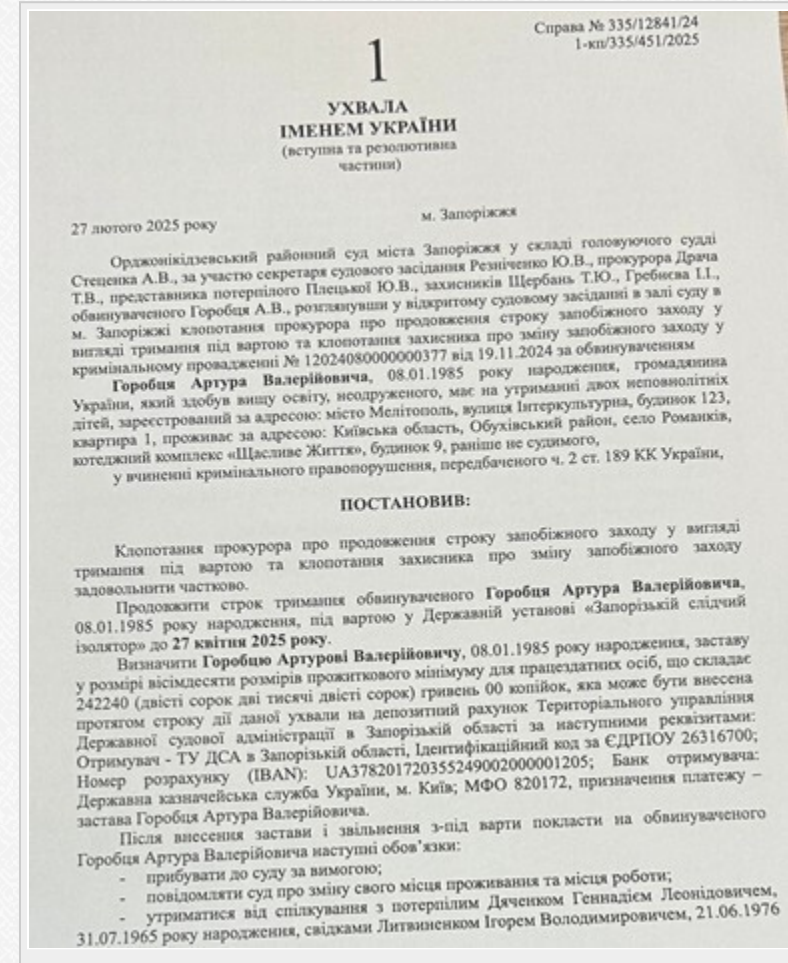 Справа № 335/12841/24
1-кп/335/451/2025
1
УХВАЛА
ІМЕНЕМ УКРАЇНИ
(вступна та резолютивна
частини)
27 лютого 2025 року м. Запоріжжя
Орджонікідзевський районний суд міста Запоріжжя у складі головуючого судді
Стеценка А.В., за участю секретаря судового засідання Резніченко Ю.В., прокурора Драча
Т.В., представника потерпілого Плецької Ю.В., захисників Щербань Т.Ю., Гребнєва І.І.,
обвинуваченого Горобця А.В., розглянувши у відкритому судовому засіданні в залі суду в
м. Запоріжжі клопотання прокурора про продовження строку запобіжного заходу у
вигляді тримання під вартою та клопотання захисника про зміну запобіжного заходу у
кримінальному провадженні № 12024080000000377 від 19.11.2024 за обвинуваченням
Горобця Артура Валерійовича, 08.01.1985 року народження, громадянина
України, який здобув вищу освіту, неодруженого, має на утриманні двох неповнолітніх
дітей, зареєстрований за адресою: місто Мелітополь, вулиця Інтеркультурна, будинок 123,
квартира 1, проживає за адресою: Київська область, Обухівський район, село Романків,
котеджний комплекс «Щасливе Життя», будинок 9, раніше не судимого,
у вчиненні кримінального правопорушення, передбаченого ч. 2 ст. 189 КК України,
ПОСТАНОВИВ:
Клопотання прокурора про продовження строку запобіжного заходу у вигляді
тримання під вартою та клопотання захисника про зміну запобіжного заходу
задовольнити частково.
Продовжити строк тримання обвинуваченого Горобця Артура Валерійовича,
08.01.1985 року народження, під вартою у Державній установі «Запорізькій слідчий
ізолятор» до 27 квітня 2025 року.
Визначити Горобцю Артурові Валерійовичу, 08.01.1985 року народження, заставу
у розмірі вісімдесяти розмірів прожиткового мінімуму для працездатних осіб, що складає
242240 (двісті сорок дві тисячі двісті сорок) гривень 00 копійок, яка може бути внесена
протягом строку дії даної ухвали на депозитний рахунок Територіального управління
Державної судової адміністрації в Запорізькій області за наступними реквізитами:
Отримувач - ТУ ДСА в Запорізькій області, Ідентифікаційний код за ЄДРПОУ 26316700;
Номер розрахунку (IBAN): UA378201720355249002000001205; Банк отримувача:
Державна казначейська служба України, м. Київ; МФО 820172, призначення платежу –
застава Горобця Артура Валерійовича.
Після внесення застави і звільнення з-під варти покласти на обвинуваченого
Горобця Артура Валерійовича наступні обов’язки:
- прибувати до суду за вимогою;
- повідомляти суд про зміну свого місця проживання та місця роботи;
- утриматися від спілкування з потерпілим Дяченком Геннадієм Леонідовичем,
31.07.1965 року народження, свідками Литвиненком Ігорем Володимировичем, 21.06.1976